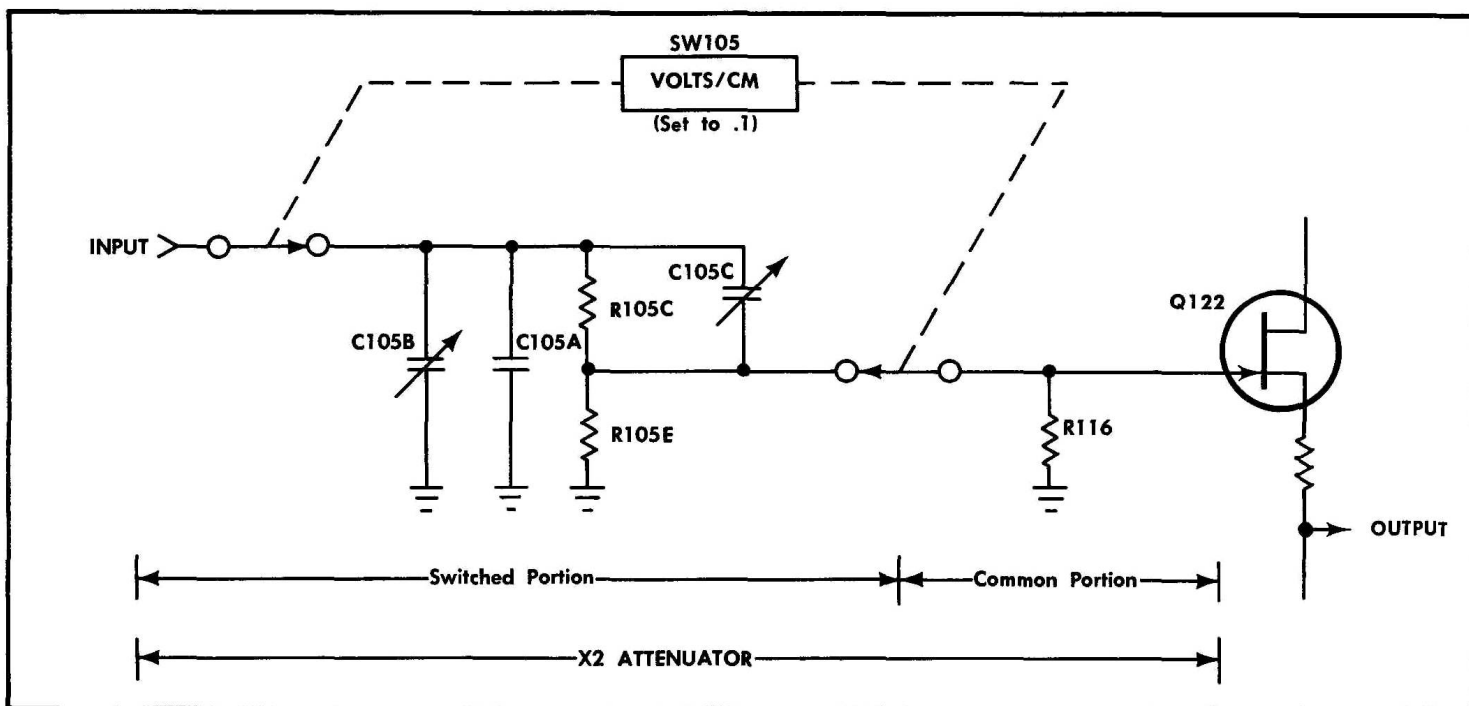 SW105
VOLTS/CM
(Set to .1)
INPUT
C105C
Q122
R105C
C105B
C105A
R105E
R116
OUTPUT
Switched Portion
Common Portion
X2 ATTENUATOR